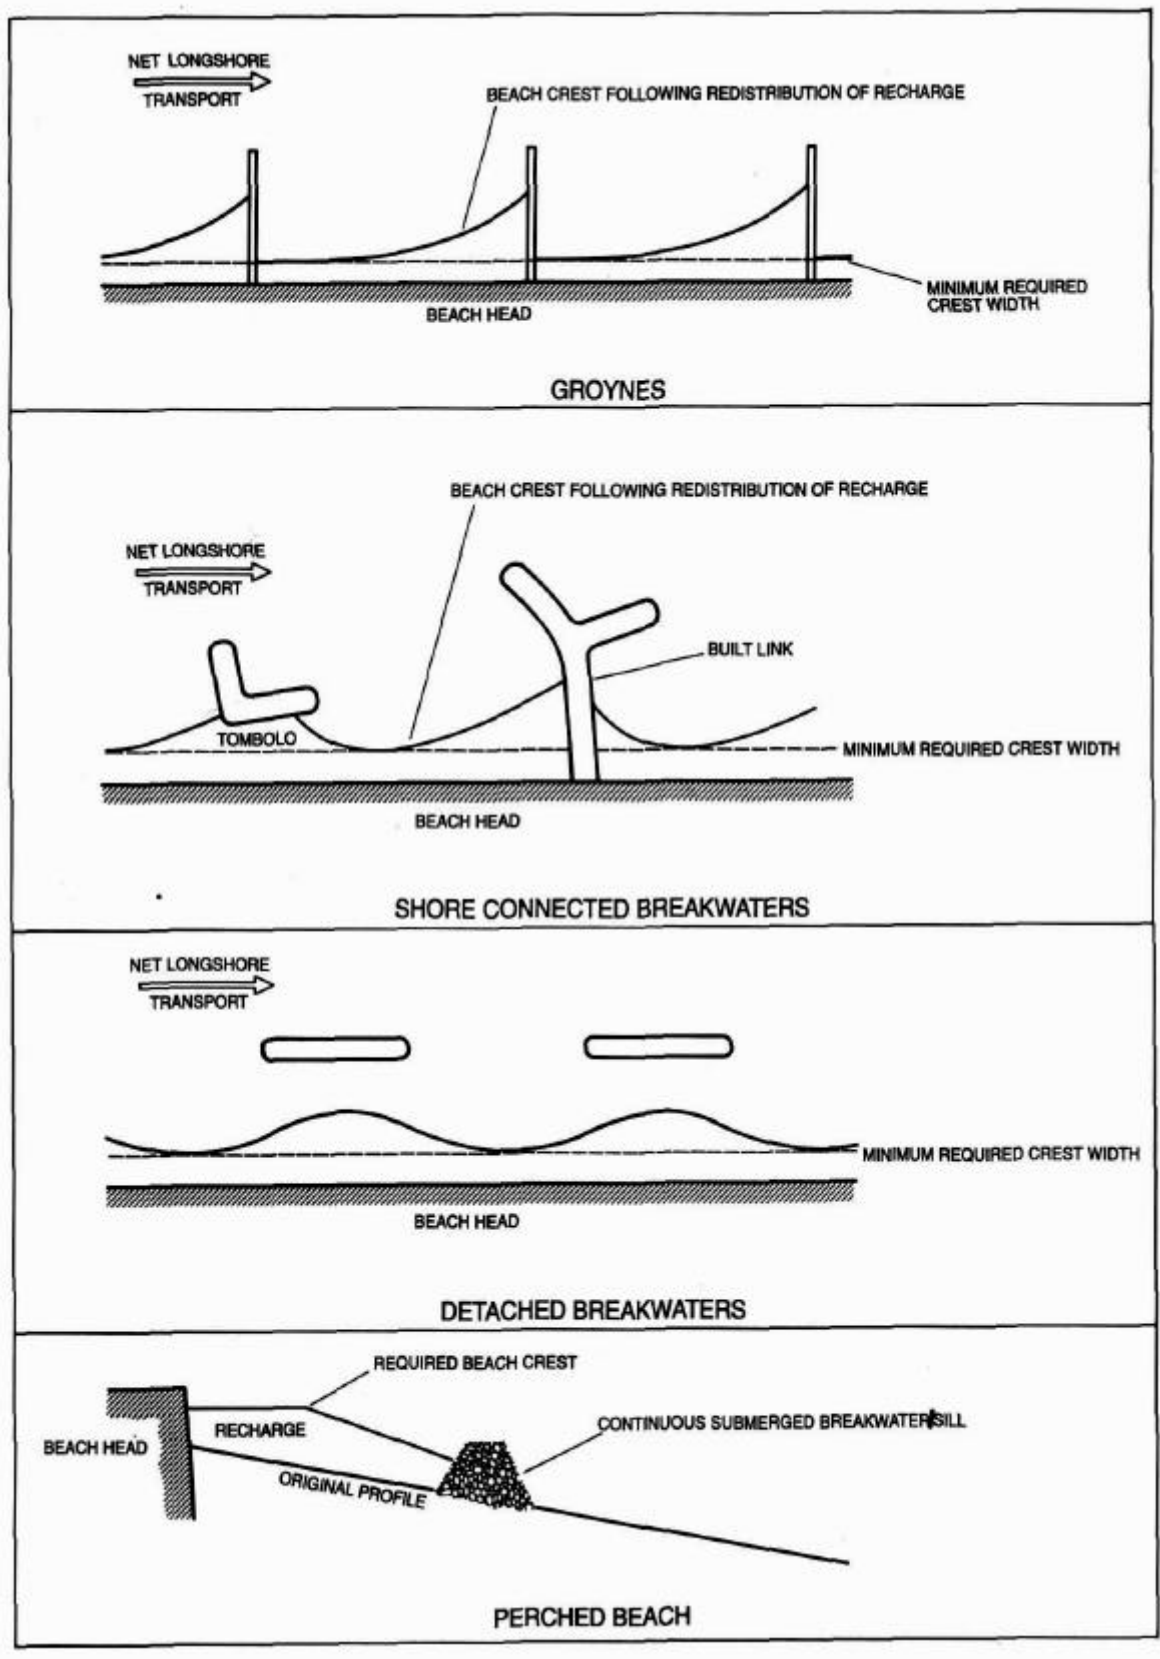 NET LONGSHORE
TRANSPORT
BEACH CREST FOLLOWING REDISTRIBUTION OF RECHARGE
MINIMUM REQUIRED
CREST WIDTH
BEACH HEAD
GROYNES
BEACH CREST FOLLOWING REDISTRIBUTION OF RECHARGE
NET LONGSHORE
TRANSPORT
BUILT LINK
TOMBOLO
MINIMUM REQUIRED CREST WIDTH
BEACH HEAD
SHORE CONNECTED BREAKWATERS
NET LONGSHORE
TRANSPORT
MINIMUM REQUIRED CREST WIDTH
BEACH HEAD
DETACHED BREAKWATERS
REQUIRED BEACH CREST
RECHARGE
CONTINUOUS SUBMERGED BREAKWATER/SILL
BEACH HEAD
ORIGINAL PROFILE
PERCHED BEACH